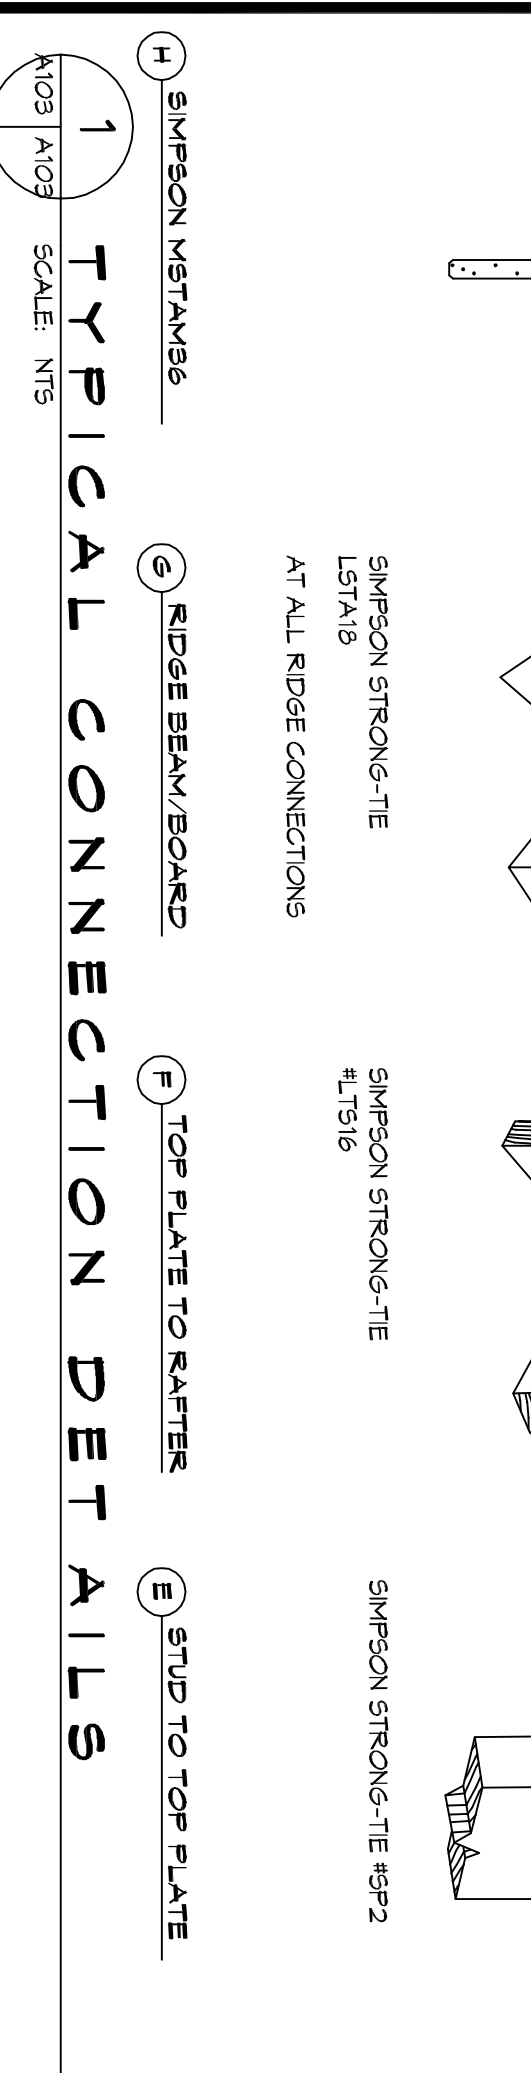 SIMPSON STRONG-TIE
LSTA18
AT ALL RIDGE CONNECTIONS
SIMPSON STRONG-TIE
#LTS16
SIMPSON STRONG-TIE #SP2
H SIMPSON MSTAM36
G RIDGE BEAM/BOARD
F TOP PLATE TO RAFTER
E STUD TO TOP PLATE
1 TYPICAL CONNECTION DETAILS
A103 A103 SCALE: NTS